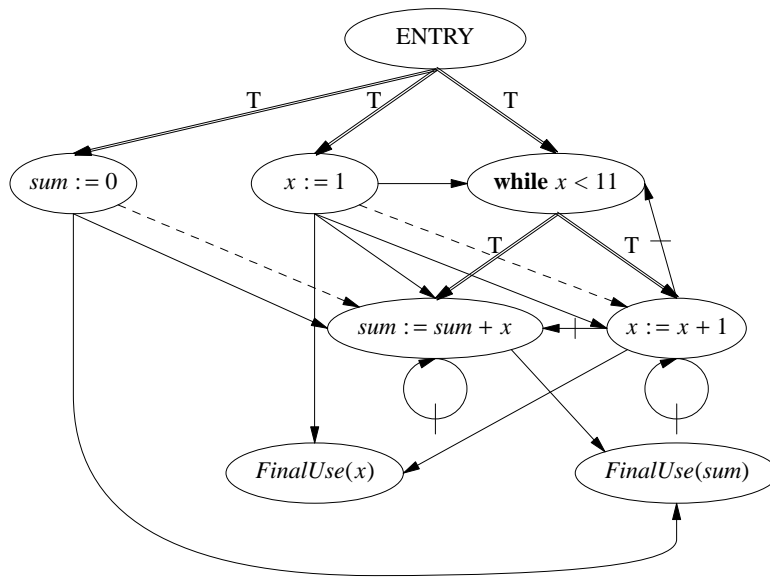 ENTRY
T T T
sum := 0 x := 1 while x < 11
T T
sum := sum + x x := x + 1
FinalUse(x) FinalUse(sum)